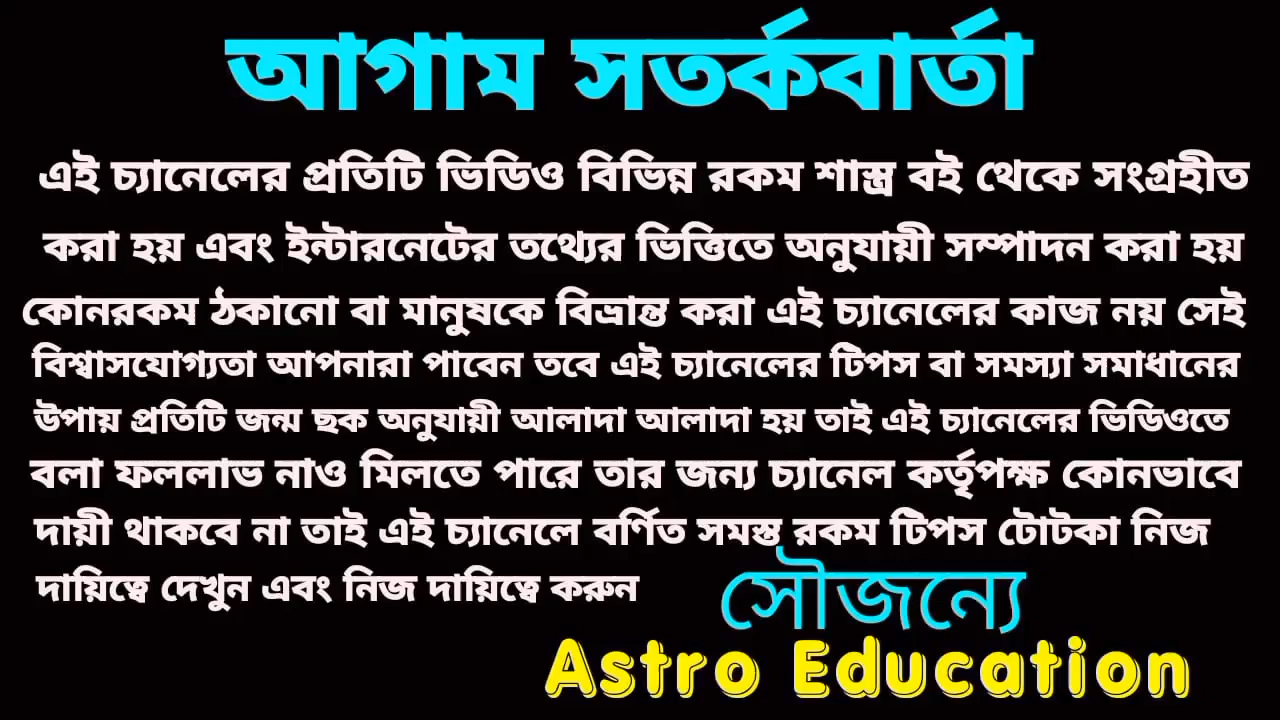 আগাম সতর্কবার্তা
এই চ্যানেলের প্রতিটি ভিডিও বিভিন্ন রকম শাস্ত্র বই থেকে সংগ্রহীত
করা হয় এবং ইন্টারনেটের তথ্যের ভিত্তিতে অনুযায়ী সম্পাদন করা হয়
কোনরকম ঠকানো বা মানুষকে বিভ্রান্ত করা এই চ্যানেলের কাজ নয় সেই
বিশ্বাসযোগ্যতা আপনারা পাবেন তবে এই চ্যানেলের টিপস বা সমস্যা সমাধানের
উপায় প্রতিটি জন্ম ছক অনুযায়ী আলাদা আলাদা হয় তাই এই চ্যানেলের ভিডিওতে
বলা ফললাভ নাও মিলতে পারে তার জন্য চ্যানেল কর্তৃপক্ষ কোনভাবে
দায়ী থাকবে না তাই এই চ্যানেলে বর্ণিত সমস্ত রকম টিপস টোটকা নিজ
দায়িত্বে দেখুন এবং নিজ দায়িত্বে করুন
সৌজন্যে
Astro Education